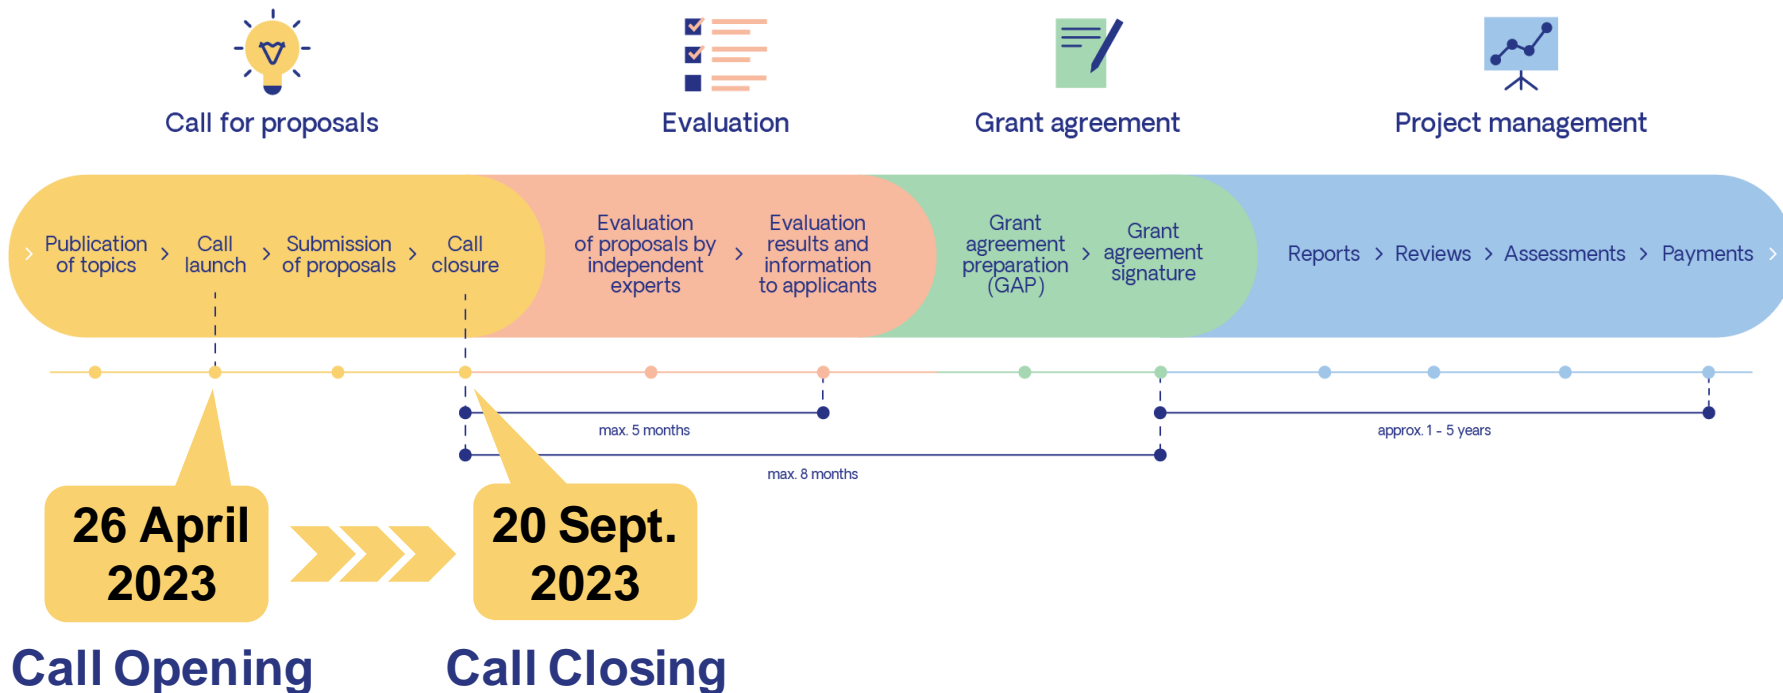 Call for proposals
Evaluation
Grant agreement
Project management
Publication
of topics
Call
launch
Submission
of proposals
Call
closure
Evaluation
of proposals by
independent
experts
Evaluation
results and
information
to applicants
Grant
agreement
preparation
(GAP)
Grant
agreement
signature
Reports
Reviews
Assessments
Payments
max. 5 months
approx. 1 - 5 years
max. 8 months
26 April
2023
20 Sept.
2023
Call Opening
Call Closing